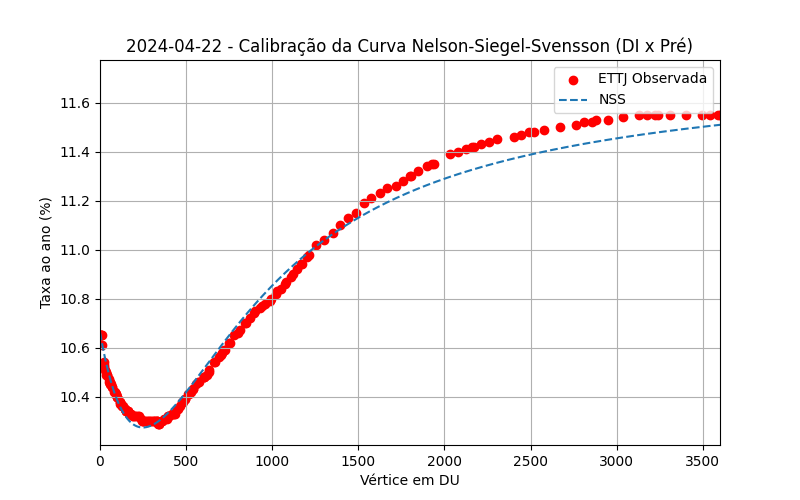 2024-04-22 - Calibração da Curva Nelson-Siegel-Svensson (DI x Pré)
ETTJ Observada
NSS
Taxa ao ano (%)
11.6
11.4
11.2
11.0
10.8
10.6
10.4
0 500 1000 1500 2000 2500 3000 3500
Vértice em DU